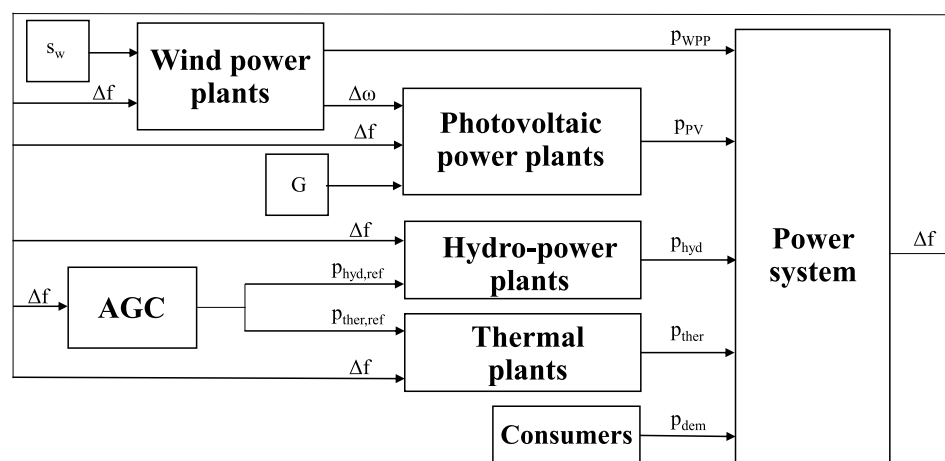 s_w
Wind power
plants
p_WPP
Δf
Δω
Δf
Photovoltaic
power plants
p_PV
G
Δf
Hydro-power
plants
p_hyd
Power
system
Δf
p_hyd,ref
Δf
AGC
p_ther,ref
Thermal
plants
p_ther
Δf
Consumers
p_dem